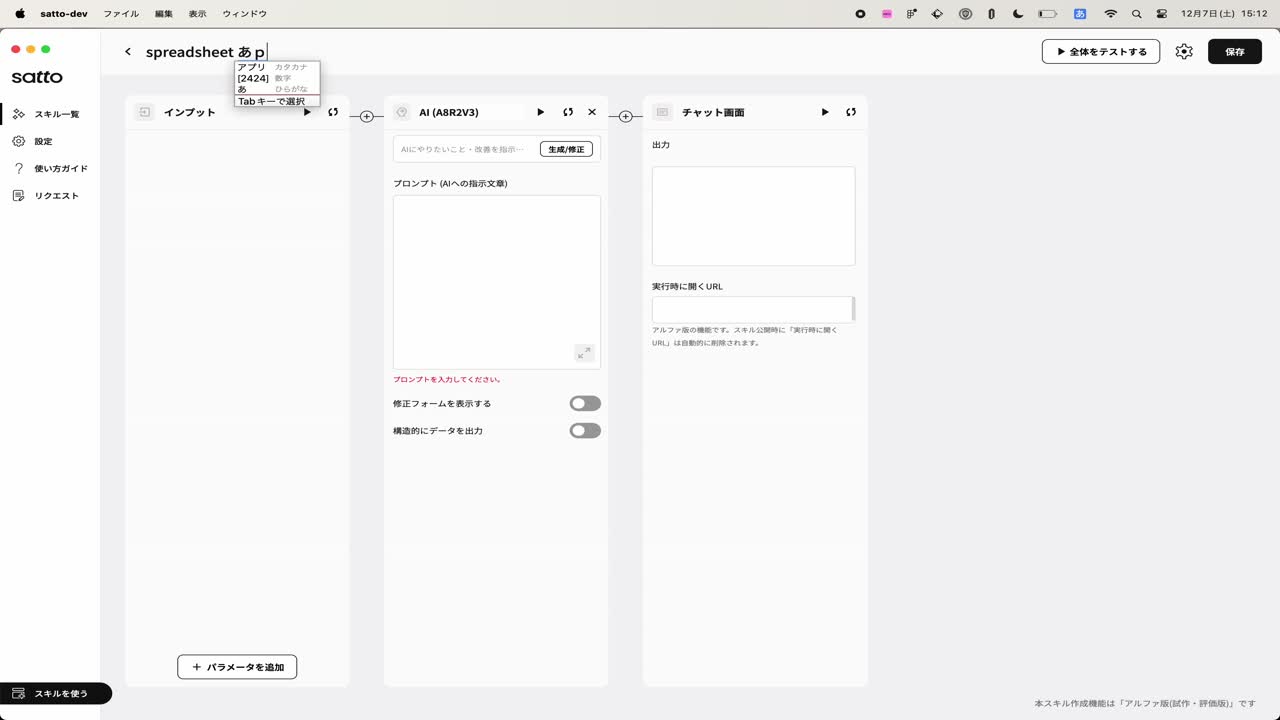 satto-dev ファイル 編集 表示 ウィンドウ
あ 12月7日(土) 15:12
spreadsheet あp
全体をテストする
保存
アプリ カタカナ
[2424] 数字
あ ひらがな
Tab キーで選択
satto
スキル一覧
設定
使い方ガイド
リクエスト
スキルを使う
インプット
+ パラメータを追加
AI (A8R2V3)
AIにやりたいこと・改善を指示…
生成/修正
プロンプト (AIへの指示文章)
プロンプトを入力してください。
修正フォームを表示する
構造的にデータを出力
チャット画面
出力
実行時に開くURL
アルファ版の機能です。スキル公開時に「実行時に開く
URL」は自動的に削除されます。
本スキル作成機能は「アルファ版(試作・評価版)」です